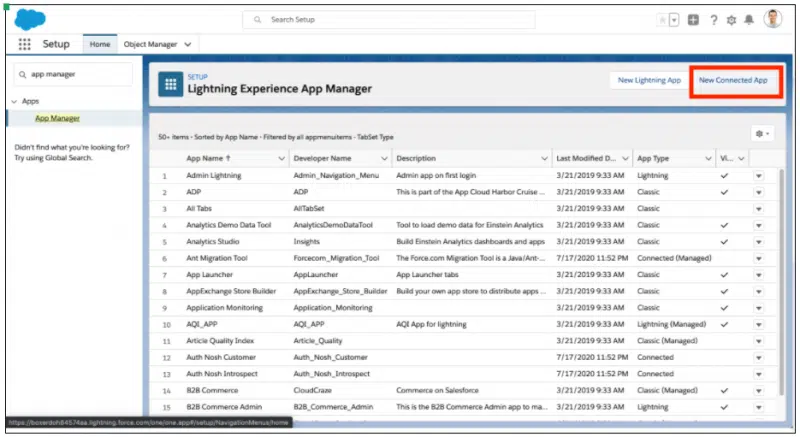 Search Setup
Setup Home Object Manager
app manager
Apps
App Manager
Didn't find what you're looking for?
Try using Global Search.
SETUP
Lightning Experience App Manager
New Lightning App New Connected App
50+ items • Sorted by App Name • Filtered by all appmenuitems - TabSet Type
App Name ↑ Developer Name Description Last Modified D... App Type Vi...
1 Admin Lightning Admin_Navigation_Menu Admin app on first login 3/21/2019 9:33 AM Lightning
2 ADP ADP This is part of the App Cloud Harbor Cruise ... 3/21/2019 9:33 AM Classic
3 All Tabs AllTabSet 3/21/2019 9:33 AM Classic
4 Analytics Demo Data Tool AnalyticsDemoDataTool Tool to load demo data for Einstein Analytics 3/21/2019 9:33 AM Classic
5 Analytics Studio Insights Build Einstein Analytics dashboards and apps 3/21/2019 9:33 AM Classic
6 Ant Migration Tool Forcecom_Migration_Tool The Force.com Migration Tool is a Java/Ant-... 7/17/2020 11:52 PM Connected (Managed)
7 App Launcher AppLauncher App Launcher tabs 3/21/2019 9:33 AM Classic
8 AppExchange Store Builder AppExchange_Store_Builder Build your own app store to distribute apps ... 3/21/2019 9:33 AM Classic
9 Application Monitoring Application_Monitoring 3/21/2019 9:33 AM Classic
10 AQI_APP AQI_APP AQI App for lightning 3/21/2019 9:33 AM Lightning (Managed)
11 Article Quality Index Article_Quality 3/21/2019 9:33 AM Classic (Managed)
12 Auth Nosh Customer Auth_Nosh_Customer 7/17/2020 11:52 PM Connected
13 Auth Nosh Introspect Auth_Nosh_Introspect 7/17/2020 11:52 PM Connected
14 B2B Commerce CloudCraze Commerce on Salesforce 3/21/2019 9:33 AM Classic (Managed)
15 B2B Commerce Admin B2B_Commerce_Admin This is the B2B Commerce Admin app to ma... 3/21/2019 9:33 AM Lightning